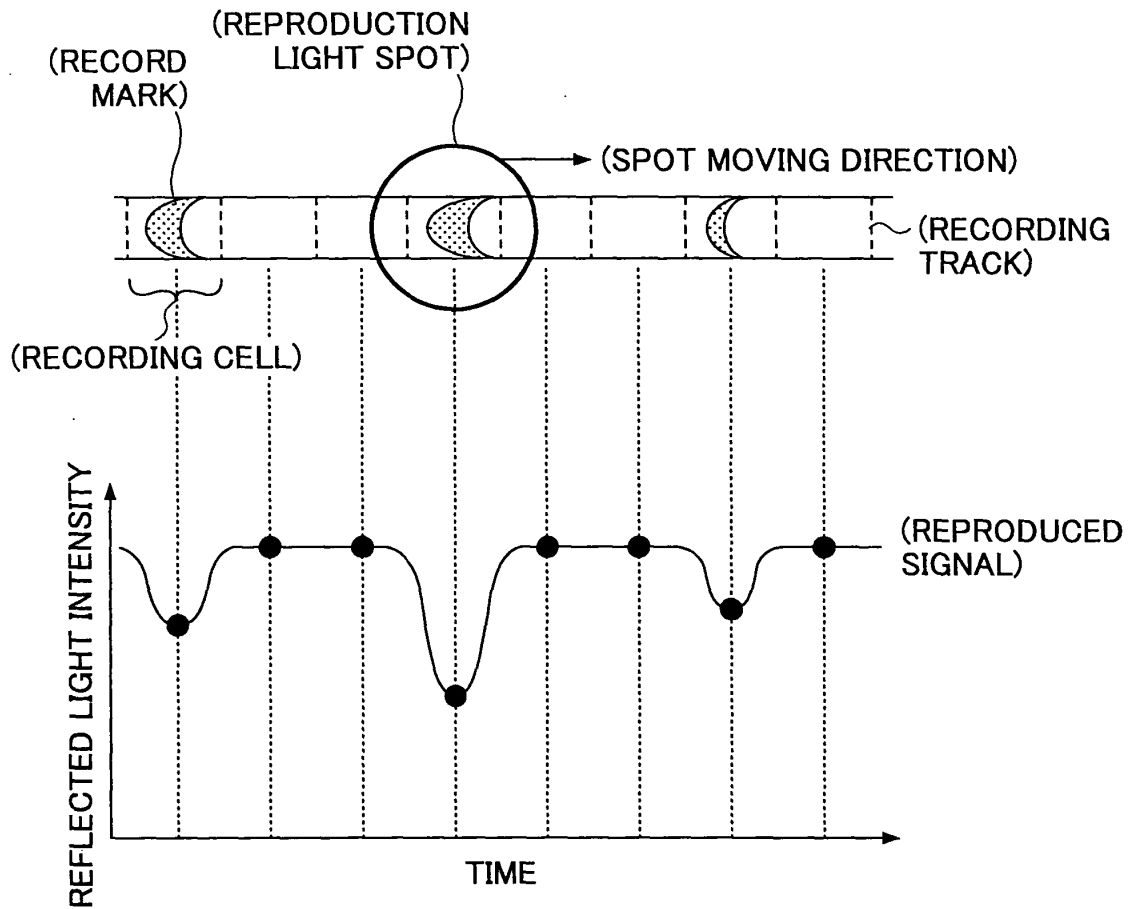 (REPRODUCTION
LIGHT SPOT)
(RECORD
MARK)
(SPOT MOVING DIRECTION)
(RECORDING
TRACK)
(RECORDING CELL)
REFLECTED LIGHT INTENSITY
(REPRODUCED
SIGNAL)
TIME